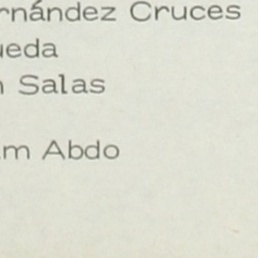 rnández Cruces
ueda
n Salas
m Abdo